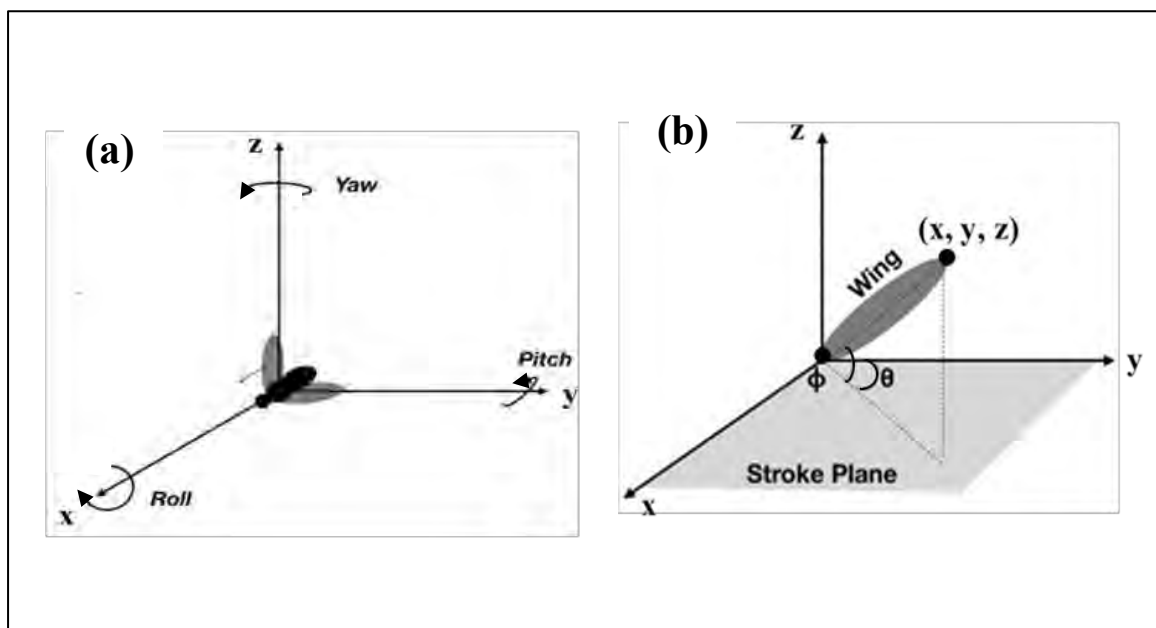 (a)
z
Yaw
Pitch
y
x
Roll
(b)
z
(x, y, z)
Wing
ϕ
θ
y
Stroke Plane
x